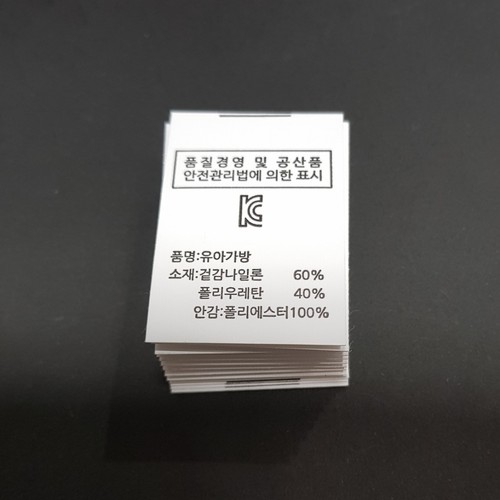 품질경영 및 공산품
안전관리법에 의한 표시
KC
품명:유아가방
소재:겉감나일론 60%
폴리우레탄 40%
안감:폴리에스터100%